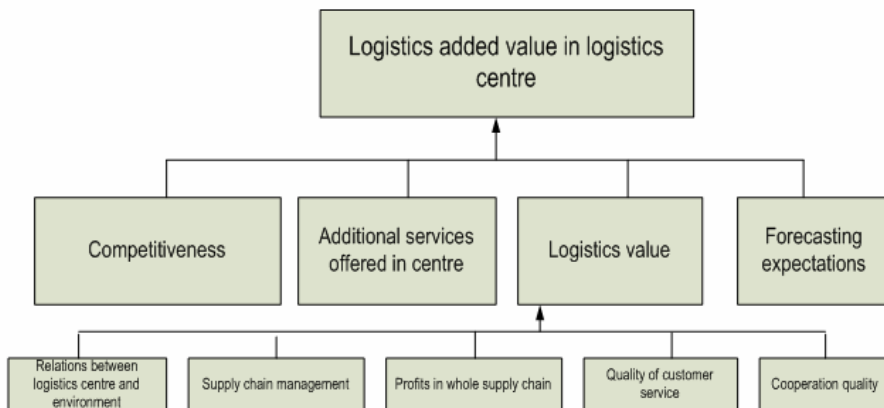 Logistics added value in logistics
centre
Competitiveness
Additional services
offered in centre
Logistics value
Forecasting
expectations
Relations between
logistics centre and
environment
Supply chain management
Profits in whole supply chain
Quality of customer
service
Cooperation quality